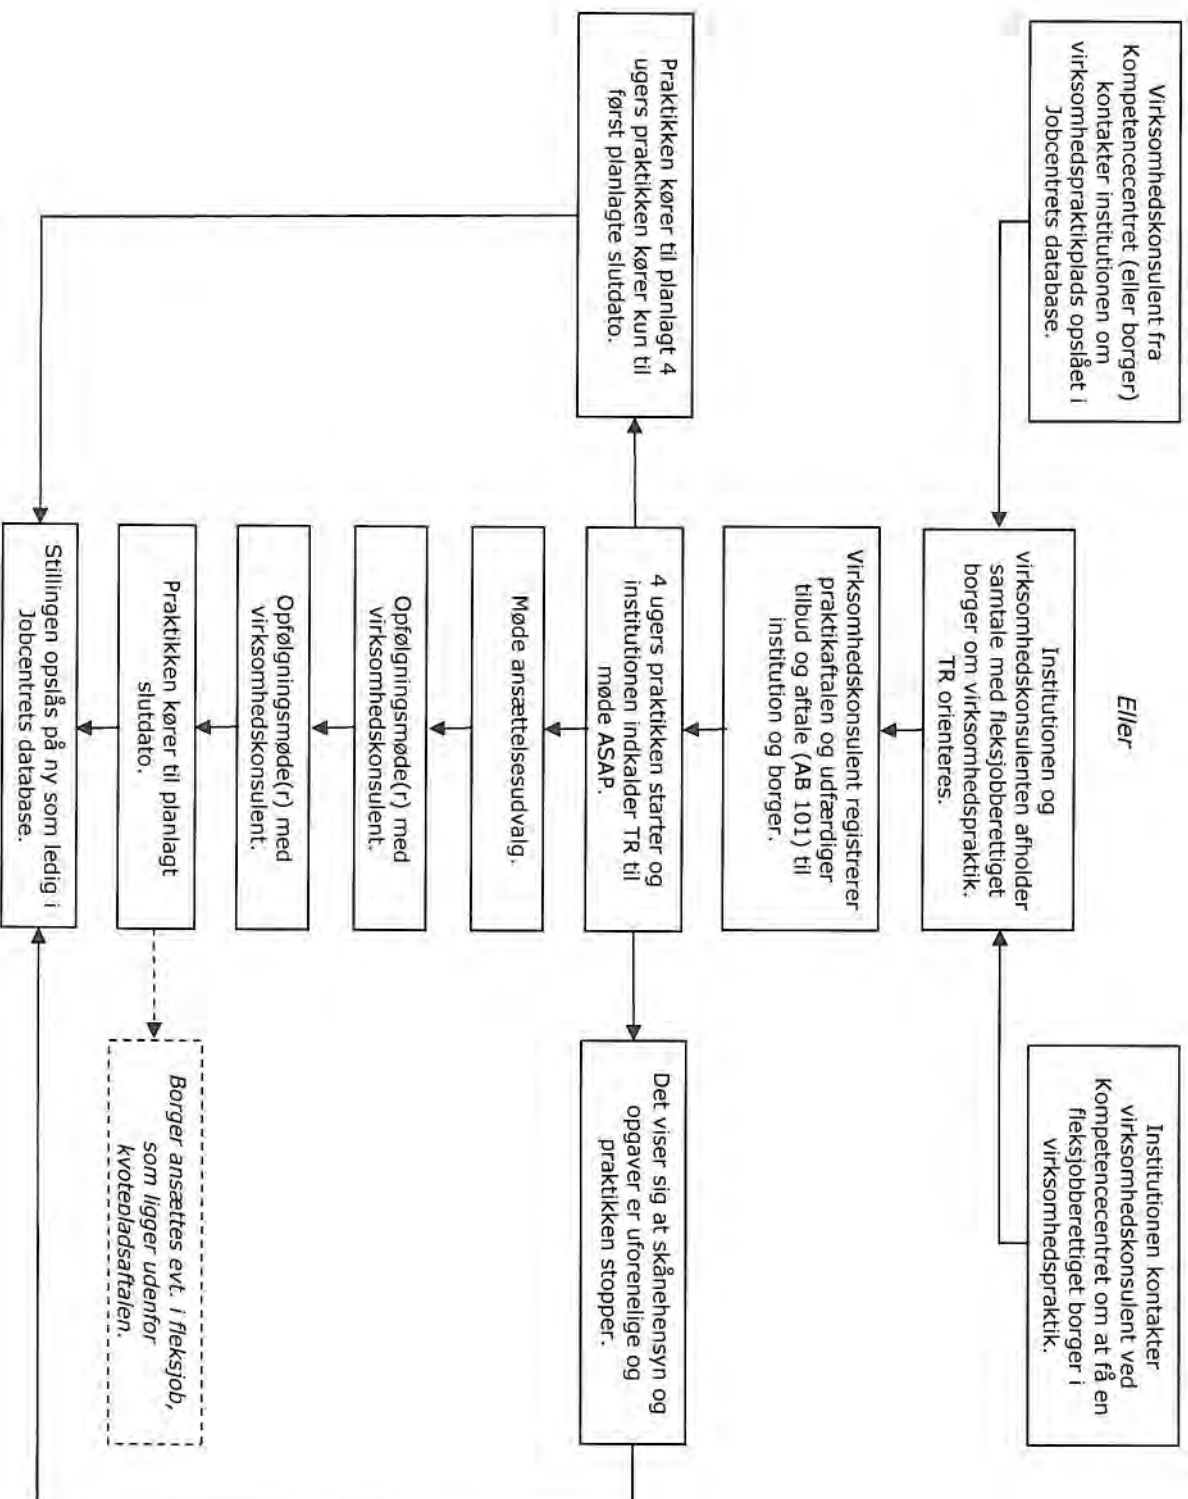 Virksomhedskonsulent fra
Kompetencecentret (eller borger)
kontakter institutionen om
virksomhedspraktikplads opslået i
Jobcentrets database.
Eller
Institutionen kontakter
virksomhedskonsulent ved
Kompetencecentret om at få en
fleksjobberettiget borger i
virksomhedspraktik.
Institutionen og
virksomhedskonsulenten afholder
samtale med fleksjobberettiget
borger om virksomhedspraktik.
TR orienteres.
Virksomhedskonsulent registrerer
praktikaftalen og udfærdiger
tilbud og aftale (AB 101) til
institution og borger.
Praktikken kører til planlagt 4
ugers praktikken kører kun til
først planlagte slutdato.
4 ugers praktikken starter og
institutionen indkalder TR til
møde ASAP.
Det viser sig at skånehensyn og
opgaver er uforenelige og
praktikken stopper.
Møde ansættelsesudvalg.
Opfølgningsmøde(r) med
virksomhedskonsulent.
Opfølgningsmøde(r) med
virksomhedskonsulent.
Praktikken kører til planlagt
slutdato.
Borger ansættes evt. i fleksjob,
som ligger udenfor
kvotepladsaftalen.
Stillingen opslås på ny som ledig i
Jobcentrets database.